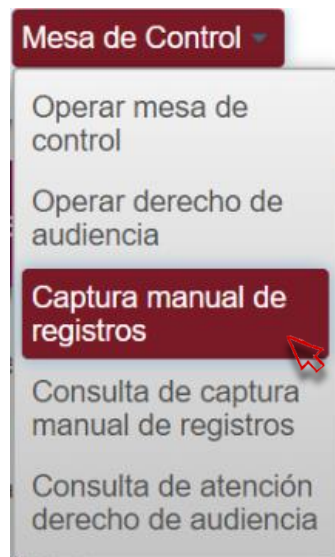 Mesa de Control
Operar mesa de
control
Operar derecho de
audiencia
Captura manual de
registros
Consulta de captura
manual de registros
Consulta de atención
derecho de audiencia